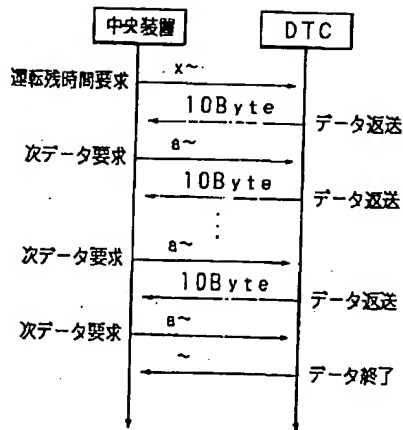 中央装置 DTC
x~
運転残時間要求
10Byte
データ返送
a~
次データ要求
10Byte
データ返送
a~
次データ要求
10Byte
データ返送
a~
次データ要求
~
データ終了